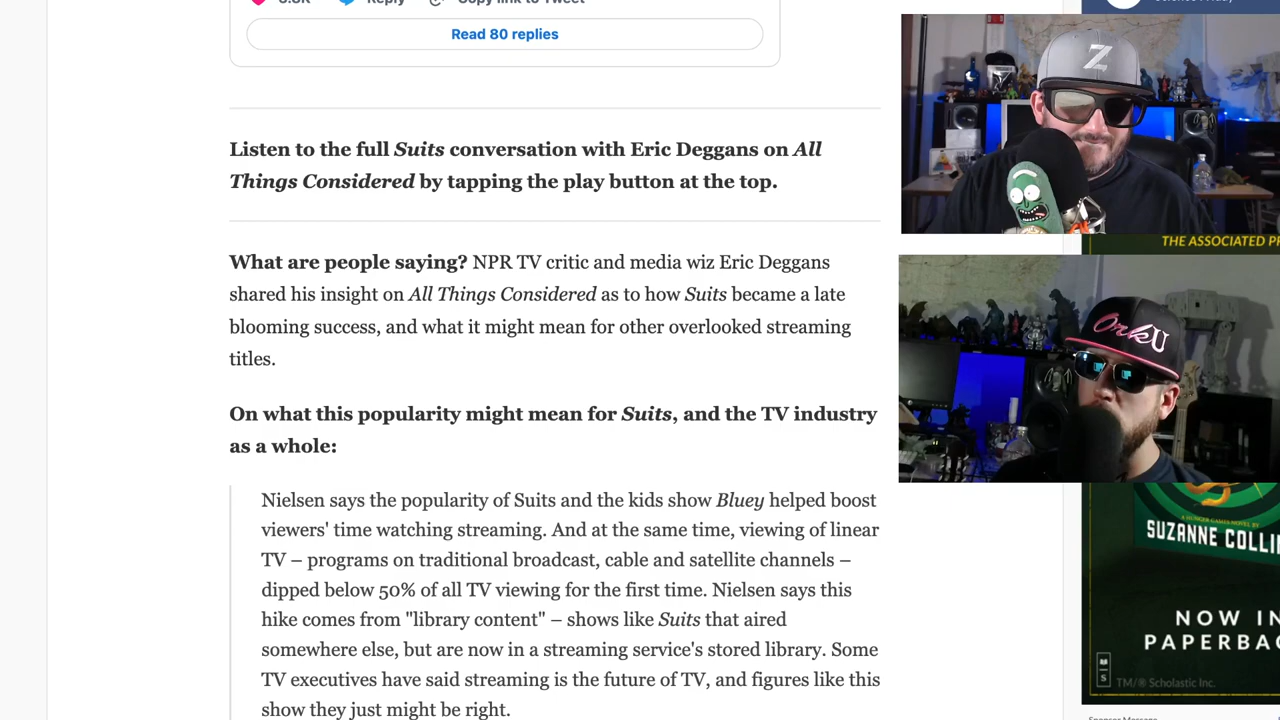 Read 80 replies
Listen to the full Suits conversation with Eric Deggans on All
Things Considered by tapping the play button at the top.
What are people saying? NPR TV critic and media wiz Eric Deggans
shared his insight on All Things Considered as to how Suits became a late
blooming success, and what it might mean for other overlooked streaming
titles.
On what this popularity might mean for Suits, and the TV industry
as a whole:
Nielsen says the popularity of Suits and the kids show Bluey helped boost
viewers' time watching streaming. And at the same time, viewing of linear
TV – programs on traditional broadcast, cable and satellite channels –
dipped below 50% of all TV viewing for the first time. Nielsen says this
hike comes from "library content" – shows like Suits that aired
somewhere else, but are now in a streaming service's stored library. Some
TV executives have said streaming is the future of TV, and figures like this
show they just might be right.
Z
THE ASSOCIATED
OrkU
SUZANNE
NOW IN
TM/® Scholastic Inc.